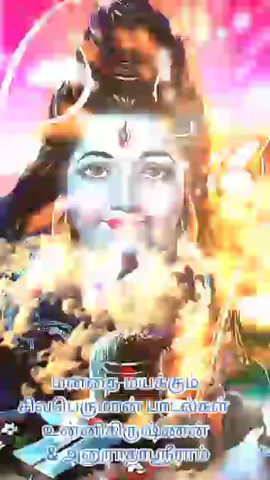 மனதை மயக்கும்
சிவபெருமான் பாடல்கள்
உன்னிகிருஷ்ணன்
& அனுராதாஸ்ரீராம்